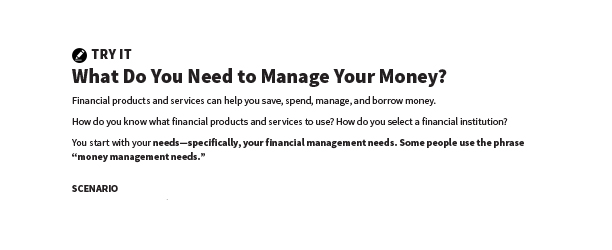 TRY IT
What Do You Need to Manage Your Money?
Financial products and services can help you save, spend, manage, and borrow money.
How do you know what financial products and services to use? How do you select a financial institution?
You start with your needs—specifically, your financial management needs. Some people use the phrase
“money management needs.”
SCENARIO